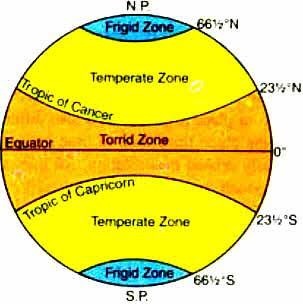 N P.
Frigid Zone
66½°N
Temperate Zone
23½°N
Tropic of Cancer
Equator
Torrid Zone
0°
Tropic of Capricorn
Temperate Zone
23½°S
Frigid Zone
66½°S
S.P.